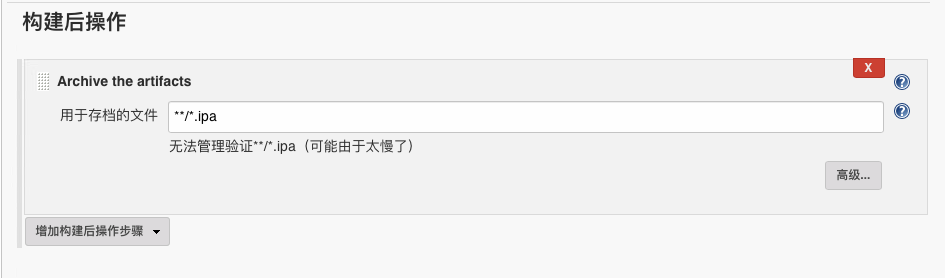 构建后操作
Archive the artifacts
X
用于存档的文件
**/*.ipa
无法管理验证**/*.ipa（可能由于太慢了）
高级...
增加构建后操作步骤